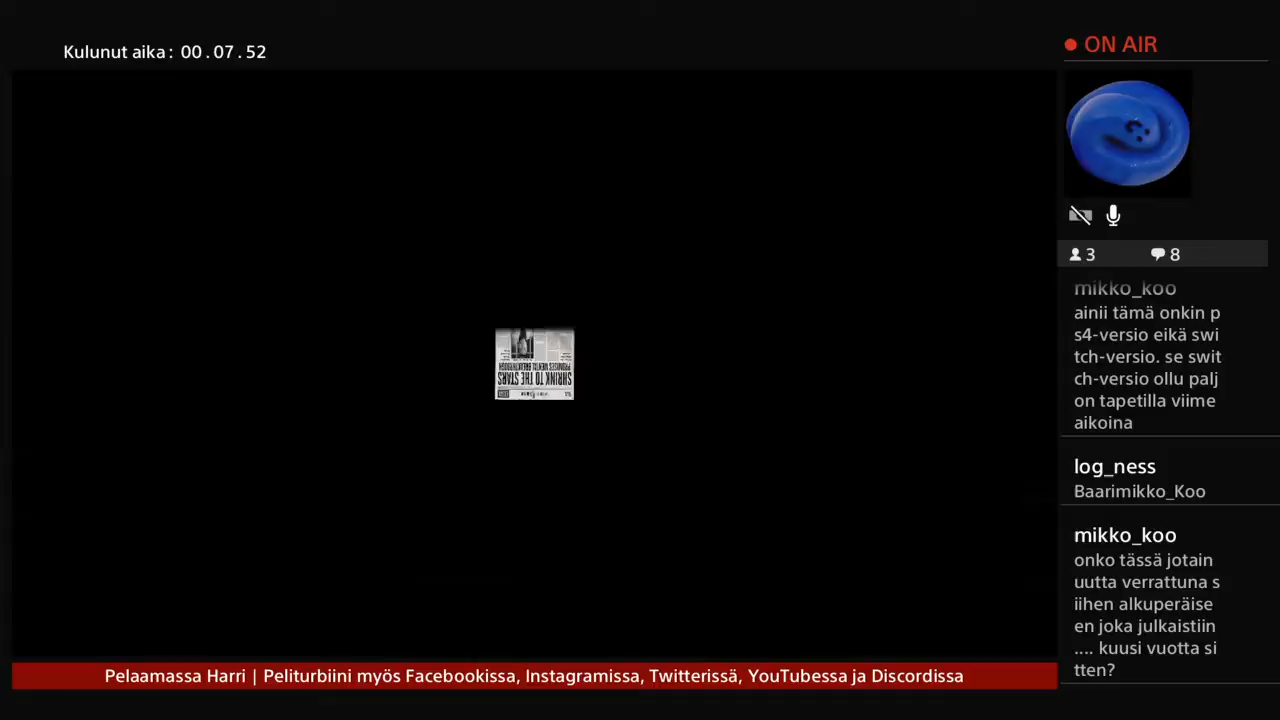 Kulunut aika: 00.07.52
ON AIR
3
8
mikko_koo
ainii tämä onkin p
s4-versio eikä swi
tch-versio. se swit
ch-versio ollu palj
on tapetilla viime
aikoina
log_ness
Baarimikko_Koo
mikko_koo
onko tässä jotain
uutta verrattuna s
iihen alkuperäise
en joka julkaistiin
.... kuusi vuotta si
tten?
SHRINK TO THE STARS
PROMISES MENTAL BREAKTHROUGH
Pelaamassa Harri | Peliturbiini myös Facebookissa, Instagramissa, Twitterissä, YouTubessa ja Discordissa